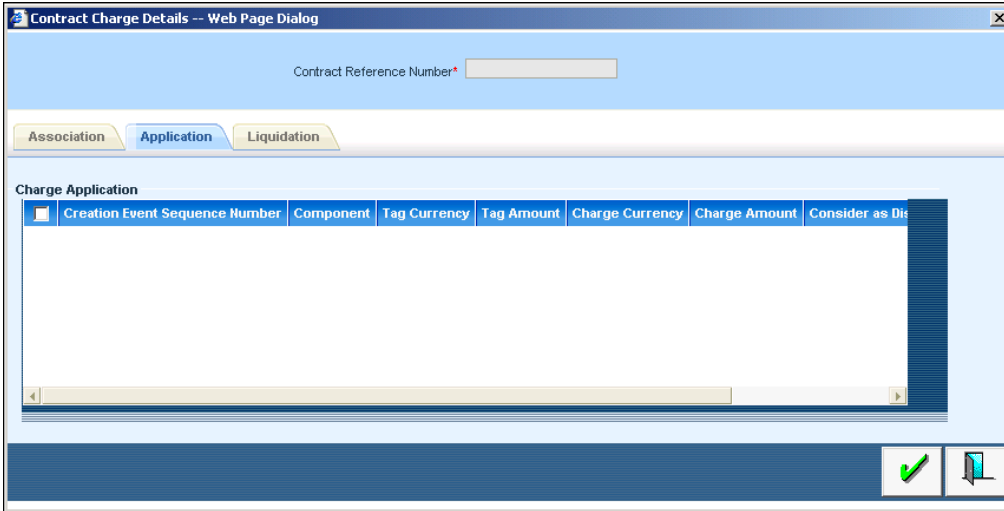 Contract Charge Details -- Web Page Dialog
Contract Reference Number*
Association Application Liquidation
Charge Application
Creation Event Sequence Number Component Tag Currency Tag Amount Charge Currency Charge Amount Consider as Dis